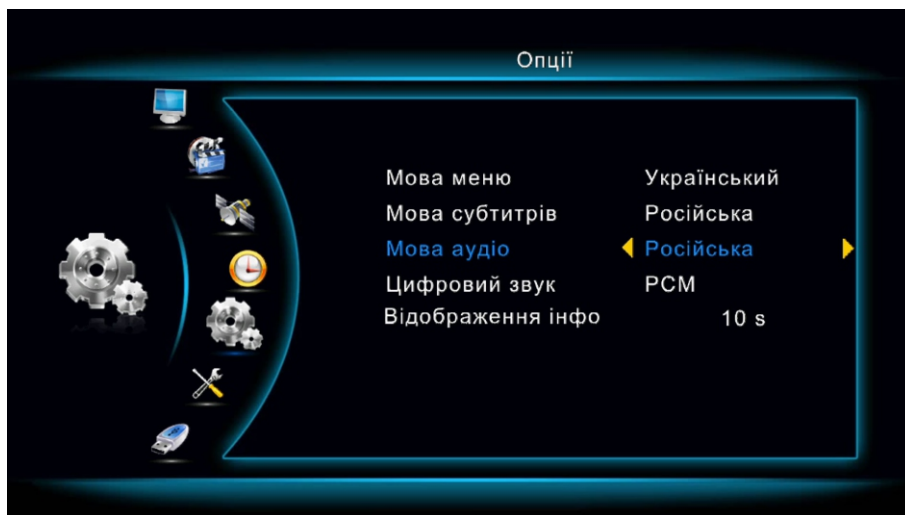 Опції
Мова меню Український
Мова субтитрів Російська
Мова аудіо Російська
Цифровий звук PCM
Відображення інфо 10 s